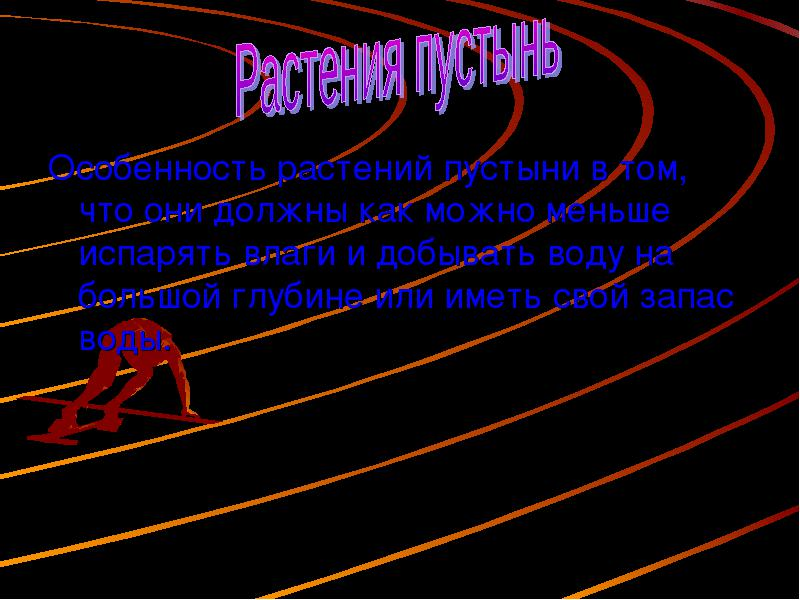 Растения пустынь
Особенность растений пустыни в том,
что они должны как можно меньше
испарять влаги и добывать воду на
большой глубине или иметь свой запас
воды.